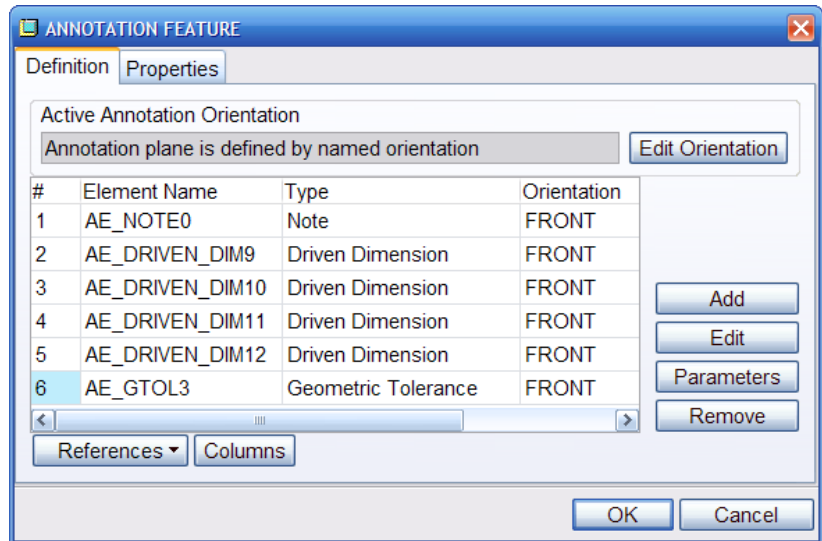 ANNOTATION FEATURE
Definition Properties
Active Annotation Orientation
Annotation plane is defined by named orientation Edit Orientation
# Element Name Type Orientation
1 AE_NOTE0 Note FRONT
2 AE_DRIVEN_DIM9 Driven Dimension FRONT
3 AE_DRIVEN_DIM10 Driven Dimension FRONT
4 AE_DRIVEN_DIM11 Driven Dimension FRONT
5 AE_DRIVEN_DIM12 Driven Dimension FRONT
6 AE_GTOL3 Geometric Tolerance FRONT
Add
Edit
Parameters
Remove
References Columns
OK Cancel